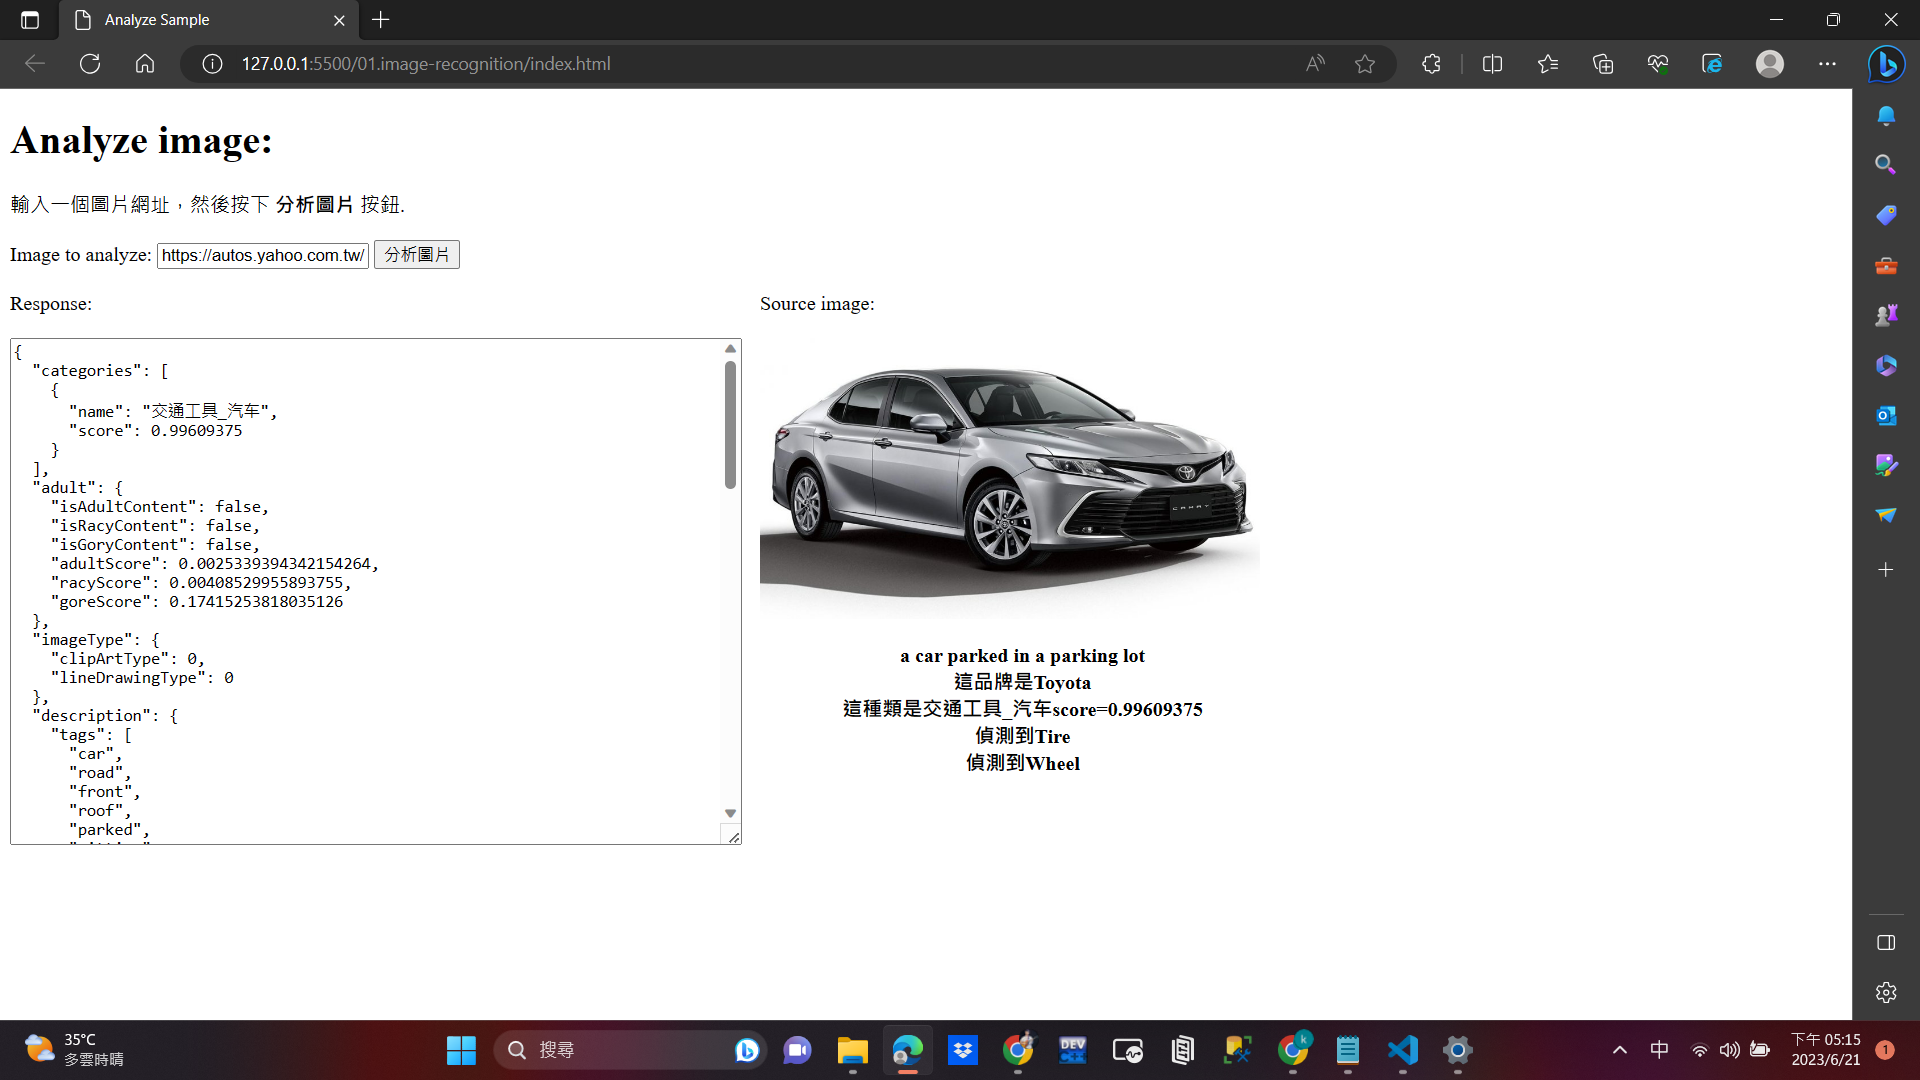 Analyze Sample
127.0.0.1:5500/01.image-recognition/index.html
Analyze image:
輸入一個圖片網址，然後按下 分析圖片 按鈕.
Image to analyze: https://autos.yahoo.com.tw/ 分析圖片
Response:
Source image:
{
"categories": [
{
"name": "交通工具_汽车",
"score": 0.99609375
}
],
"adult": {
"isAdultContent": false,
"isRacyContent": false,
"isGoryContent": false,
"adultScore": 0.0025339394342154264,
"racyScore": 0.00408529955893755,
"goreScore": 0.17415253818035126
},
"imageType": {
"clipArtType": 0,
"lineDrawingType": 0
},
"description": {
"tags": [
"car",
"road",
"front",
"roof",
"parked",
CAMRY
a car parked in a parking lot
這品牌是Toyota
這種類是交通工具_汽车score=0.99609375
偵測到Tire
偵測到Wheel
35°C
多雲時晴
搜尋
DEV
k
中
下午 05:15
2023/6/21
1